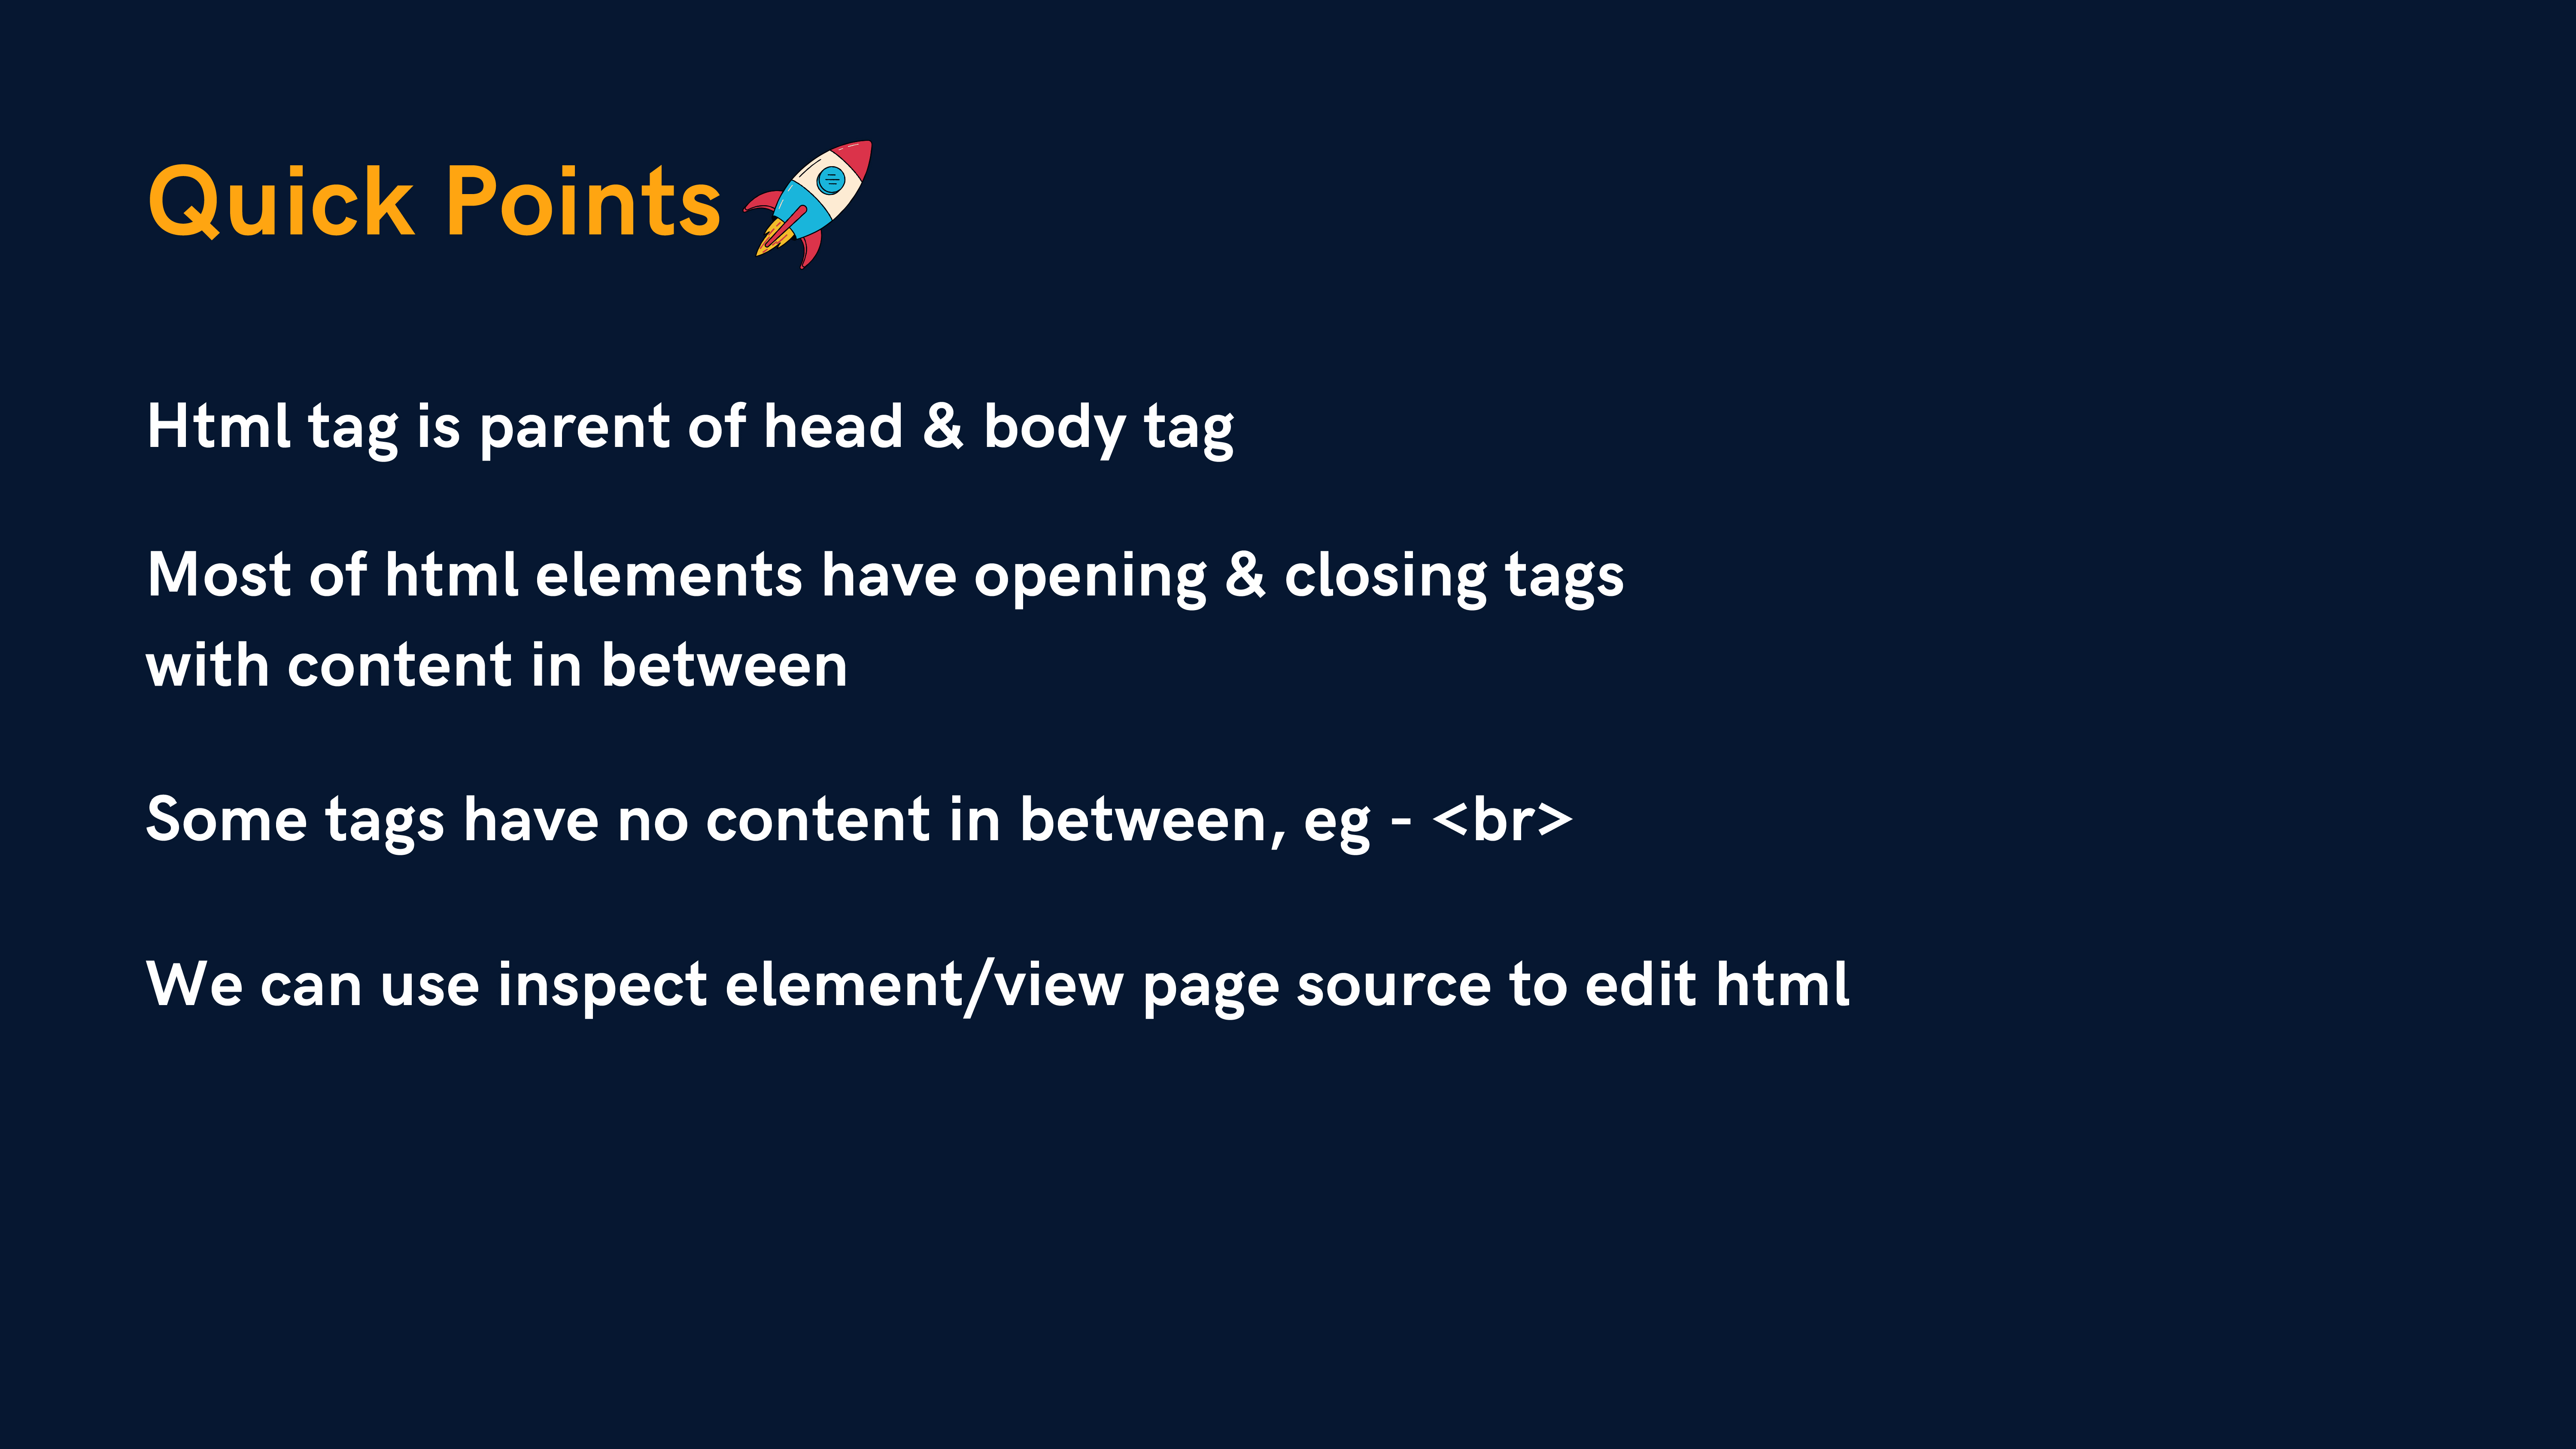 Quick Points
Html tag is parent of head & body tag
Most of html elements have opening & closing tags
with content in between
Some tags have no content in between, eg - <br>
We can use inspect element/view page source to edit html